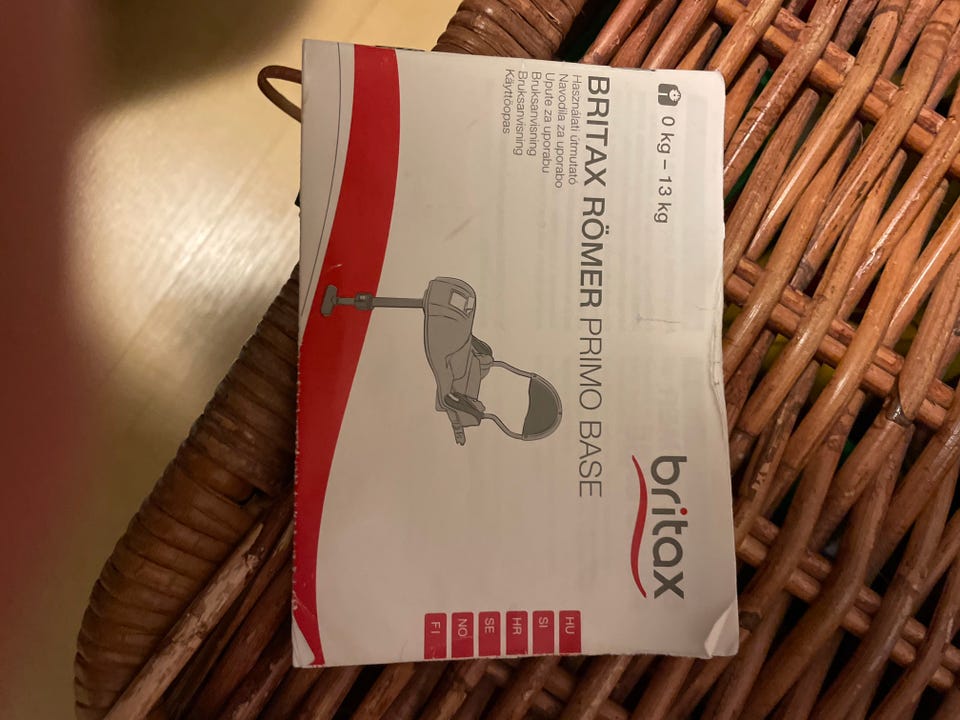 0 kg – 13 kg
britax
BRITAX RÖMER PRIMO BASE
Használati útmutató
Navodila za uporabo
Upute za uporabu
Bruksanvisning
Bruksanvisning
Käyttöopas
HU
SI
HR
SE
NO
FI